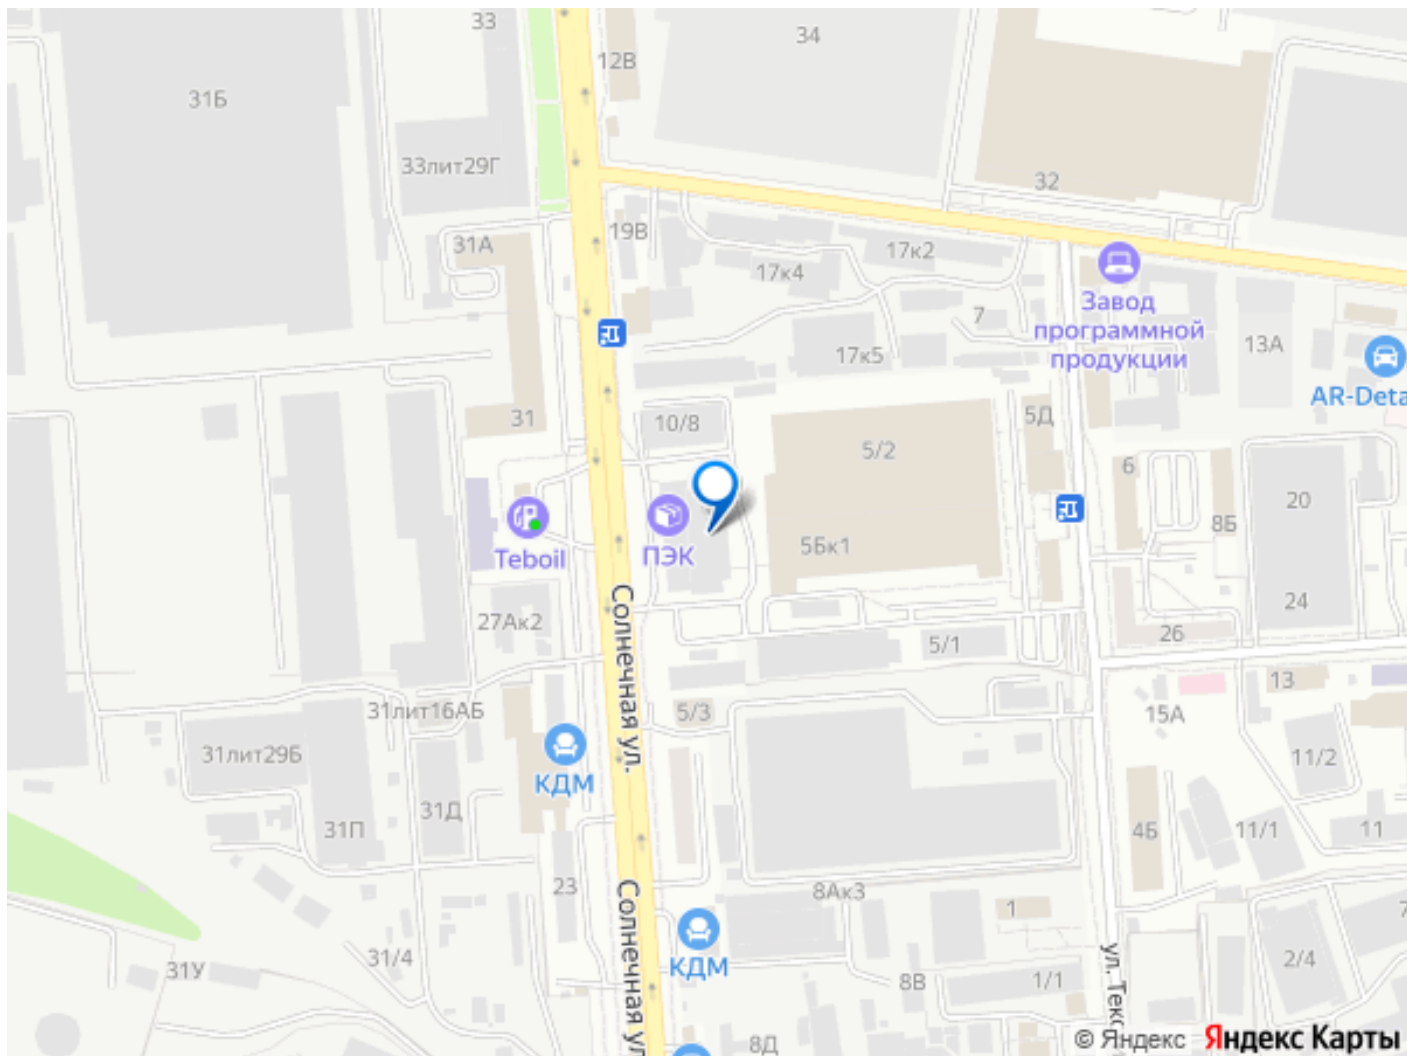 33
34
12В
31Б
33лит29Г
32
19В
31А
17к2
17к4
Завод
программной
продукции
7
17к5
13А
AR-Deta
31
10/8
5/2
5Д
6
20
8Б
ПЭК
Teboil
5Бк1
24
27Ак2
26
5/1
Солнечная ул.
13
31лит16АБ
5/3
15А
31лит29Б
11/2
КДМ
31Д
31П
4Б
11/1
11
23
8Ак3
1
7
Солнечная ул
КДМ
31/4
31У
8В
1/1
2/4
ул. Текс
8Д
© Яндекс Яндекс Карты